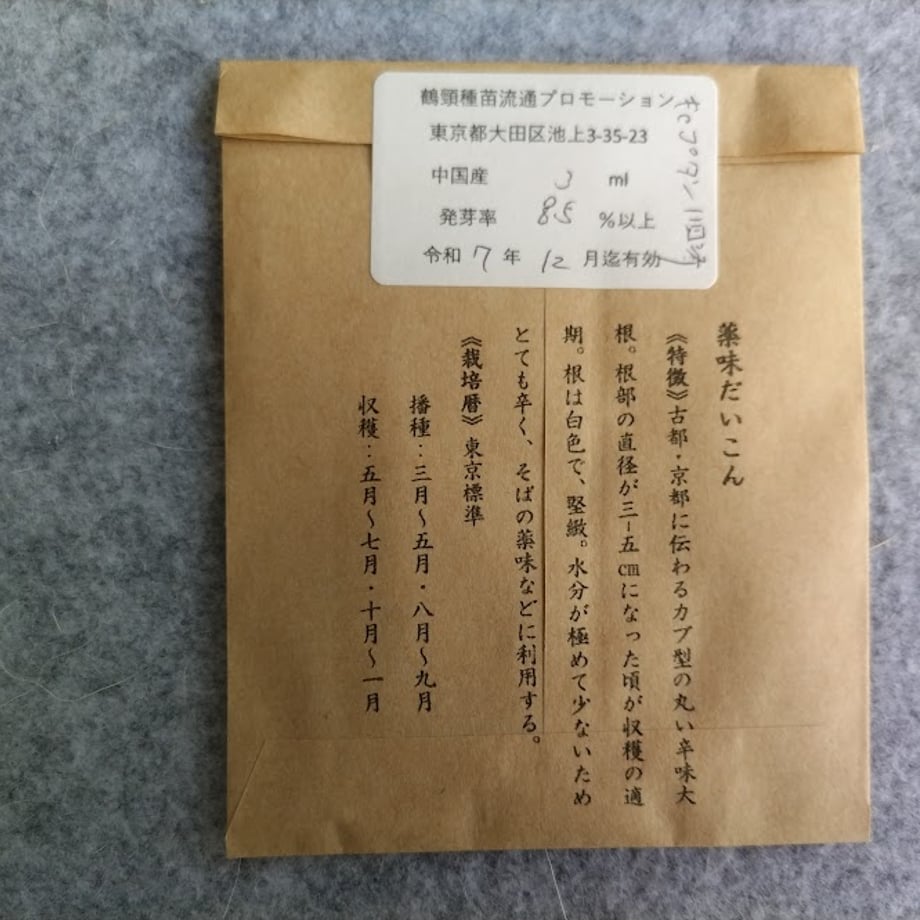 鶴頸種苗流通プロモーション
東京都大田区池上3-35-23
中国産 3 ml
発芽率 85 %以上
令和 7 年 12 月迄有効
キャプタン一回済
薬味だいこん
《特徴》古都・京都に伝わるカブ型の丸い辛味大
根。根部の直径が三-五㎝になった頃が収穫の適
期。根は白色で、堅緻。水分が極めて少ないため
とても辛く、そばの薬味などに利用する。
《栽培暦》東京標準
播種:三月~五月・八月~九月
収穫:五月~七月・十月~一月